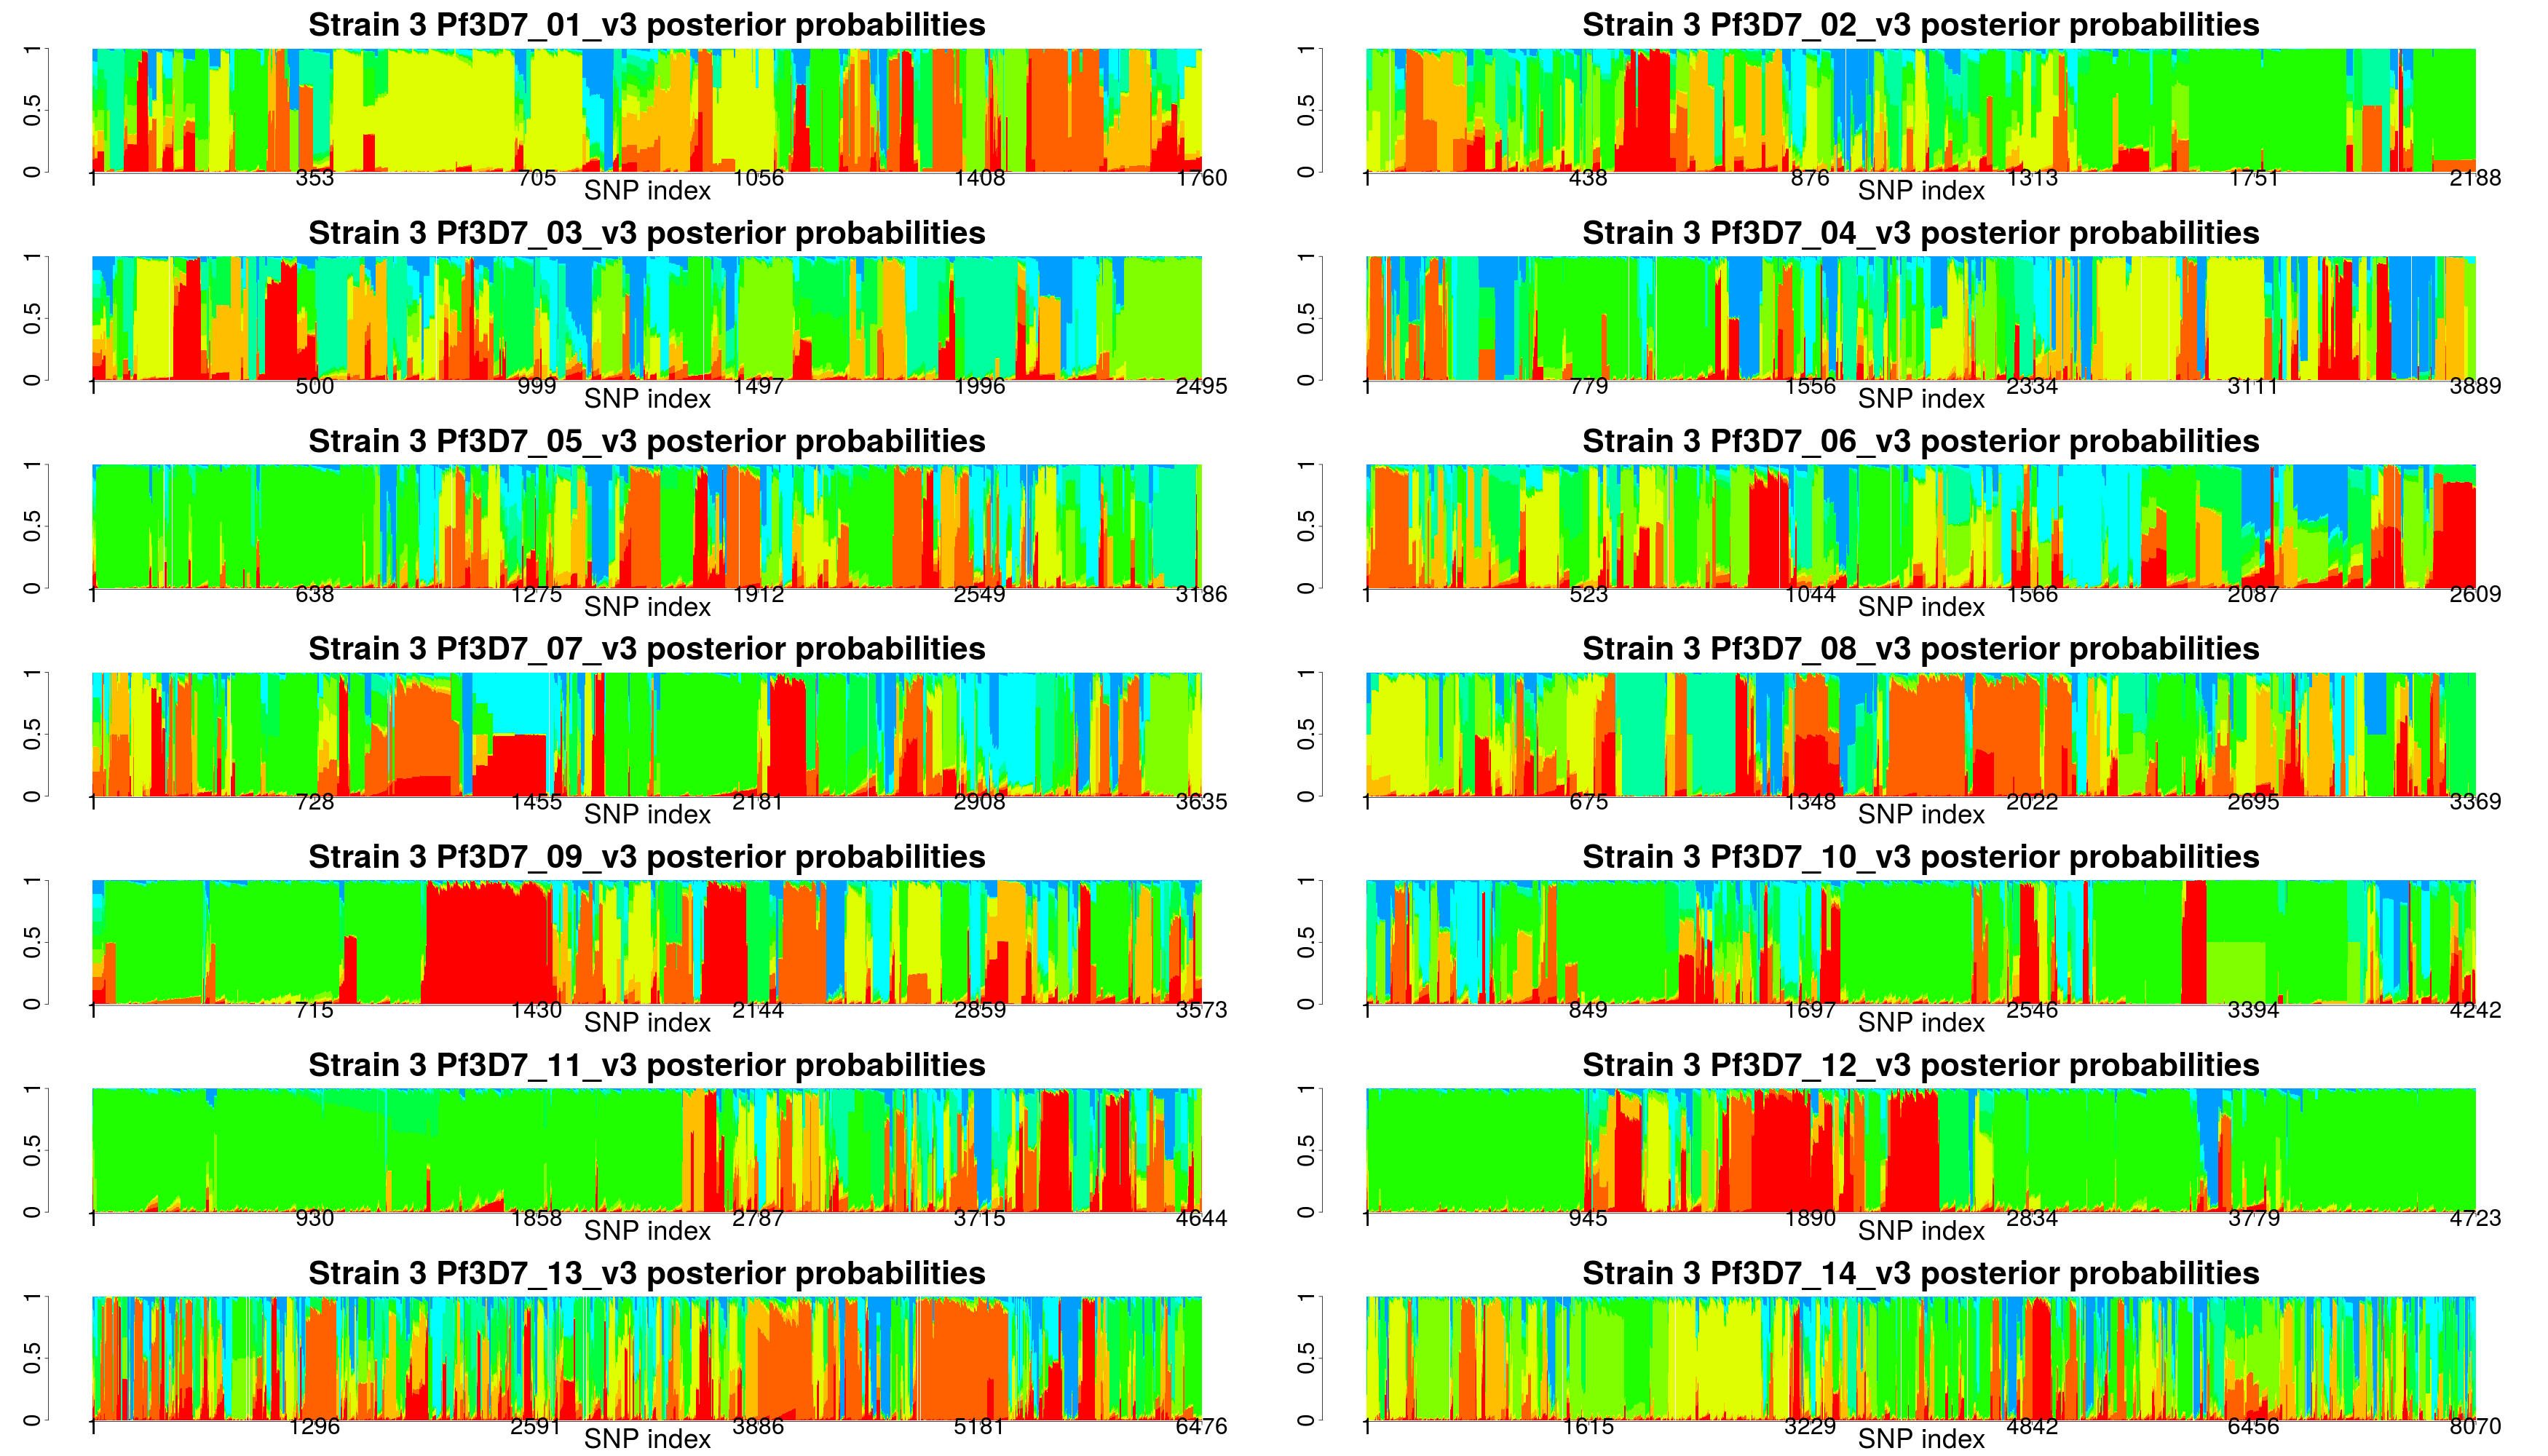 Strain 3 Pf3D7_01_v3 posterior probabilities
0 0.5 1
1 353 705 1056 1408 1760
SNP index
Strain 3 Pf3D7_02_v3 posterior probabilities
0 0.5 1
1 438 876 1313 1751 2188
SNP index
Strain 3 Pf3D7_03_v3 posterior probabilities
0 0.5 1
1 500 999 1497 1996 2495
SNP index
Strain 3 Pf3D7_04_v3 posterior probabilities
0 0.5 1
1 779 1556 2334 3111 3889
SNP index
Strain 3 Pf3D7_05_v3 posterior probabilities
0 0.5 1
1 638 1275 1912 2549 3186
SNP index
Strain 3 Pf3D7_06_v3 posterior probabilities
0 0.5 1
1 523 1044 1566 2087 2609
SNP index
Strain 3 Pf3D7_07_v3 posterior probabilities
0 0.5 1
1 728 1455 2181 2908 3635
SNP index
Strain 3 Pf3D7_08_v3 posterior probabilities
0 0.5 1
1 675 1348 2022 2695 3369
SNP index
Strain 3 Pf3D7_09_v3 posterior probabilities
0 0.5 1
1 715 1430 2144 2859 3573
SNP index
Strain 3 Pf3D7_10_v3 posterior probabilities
0 0.5 1
1 849 1697 2546 3394 4242
SNP index
Strain 3 Pf3D7_11_v3 posterior probabilities
0 0.5 1
1 930 1858 2787 3715 4644
SNP index
Strain 3 Pf3D7_12_v3 posterior probabilities
0 0.5 1
1 945 1890 2834 3779 4723
SNP index
Strain 3 Pf3D7_13_v3 posterior probabilities
0 0.5 1
1 1296 2591 3886 5181 6476
SNP index
Strain 3 Pf3D7_14_v3 posterior probabilities
0 0.5 1
1 1615 3229 4842 6456 8070
SNP index